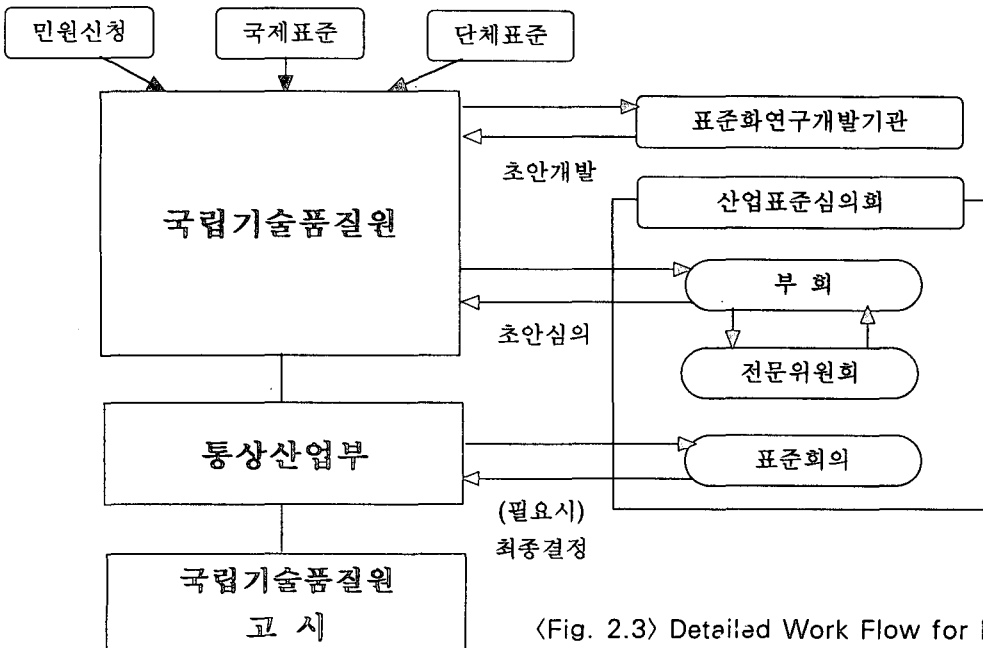 민원신청
국제표준
단체표준
표준화연구개발기관
초안개발
산업표준심의회
국립기술품질원
부 회
초안심의
전문위원회
통상산업부
표준회의
(필요시)
최종결정
국립기술품질원
고 시
〈Fig. 2.3〉 Detailed Work Flow for